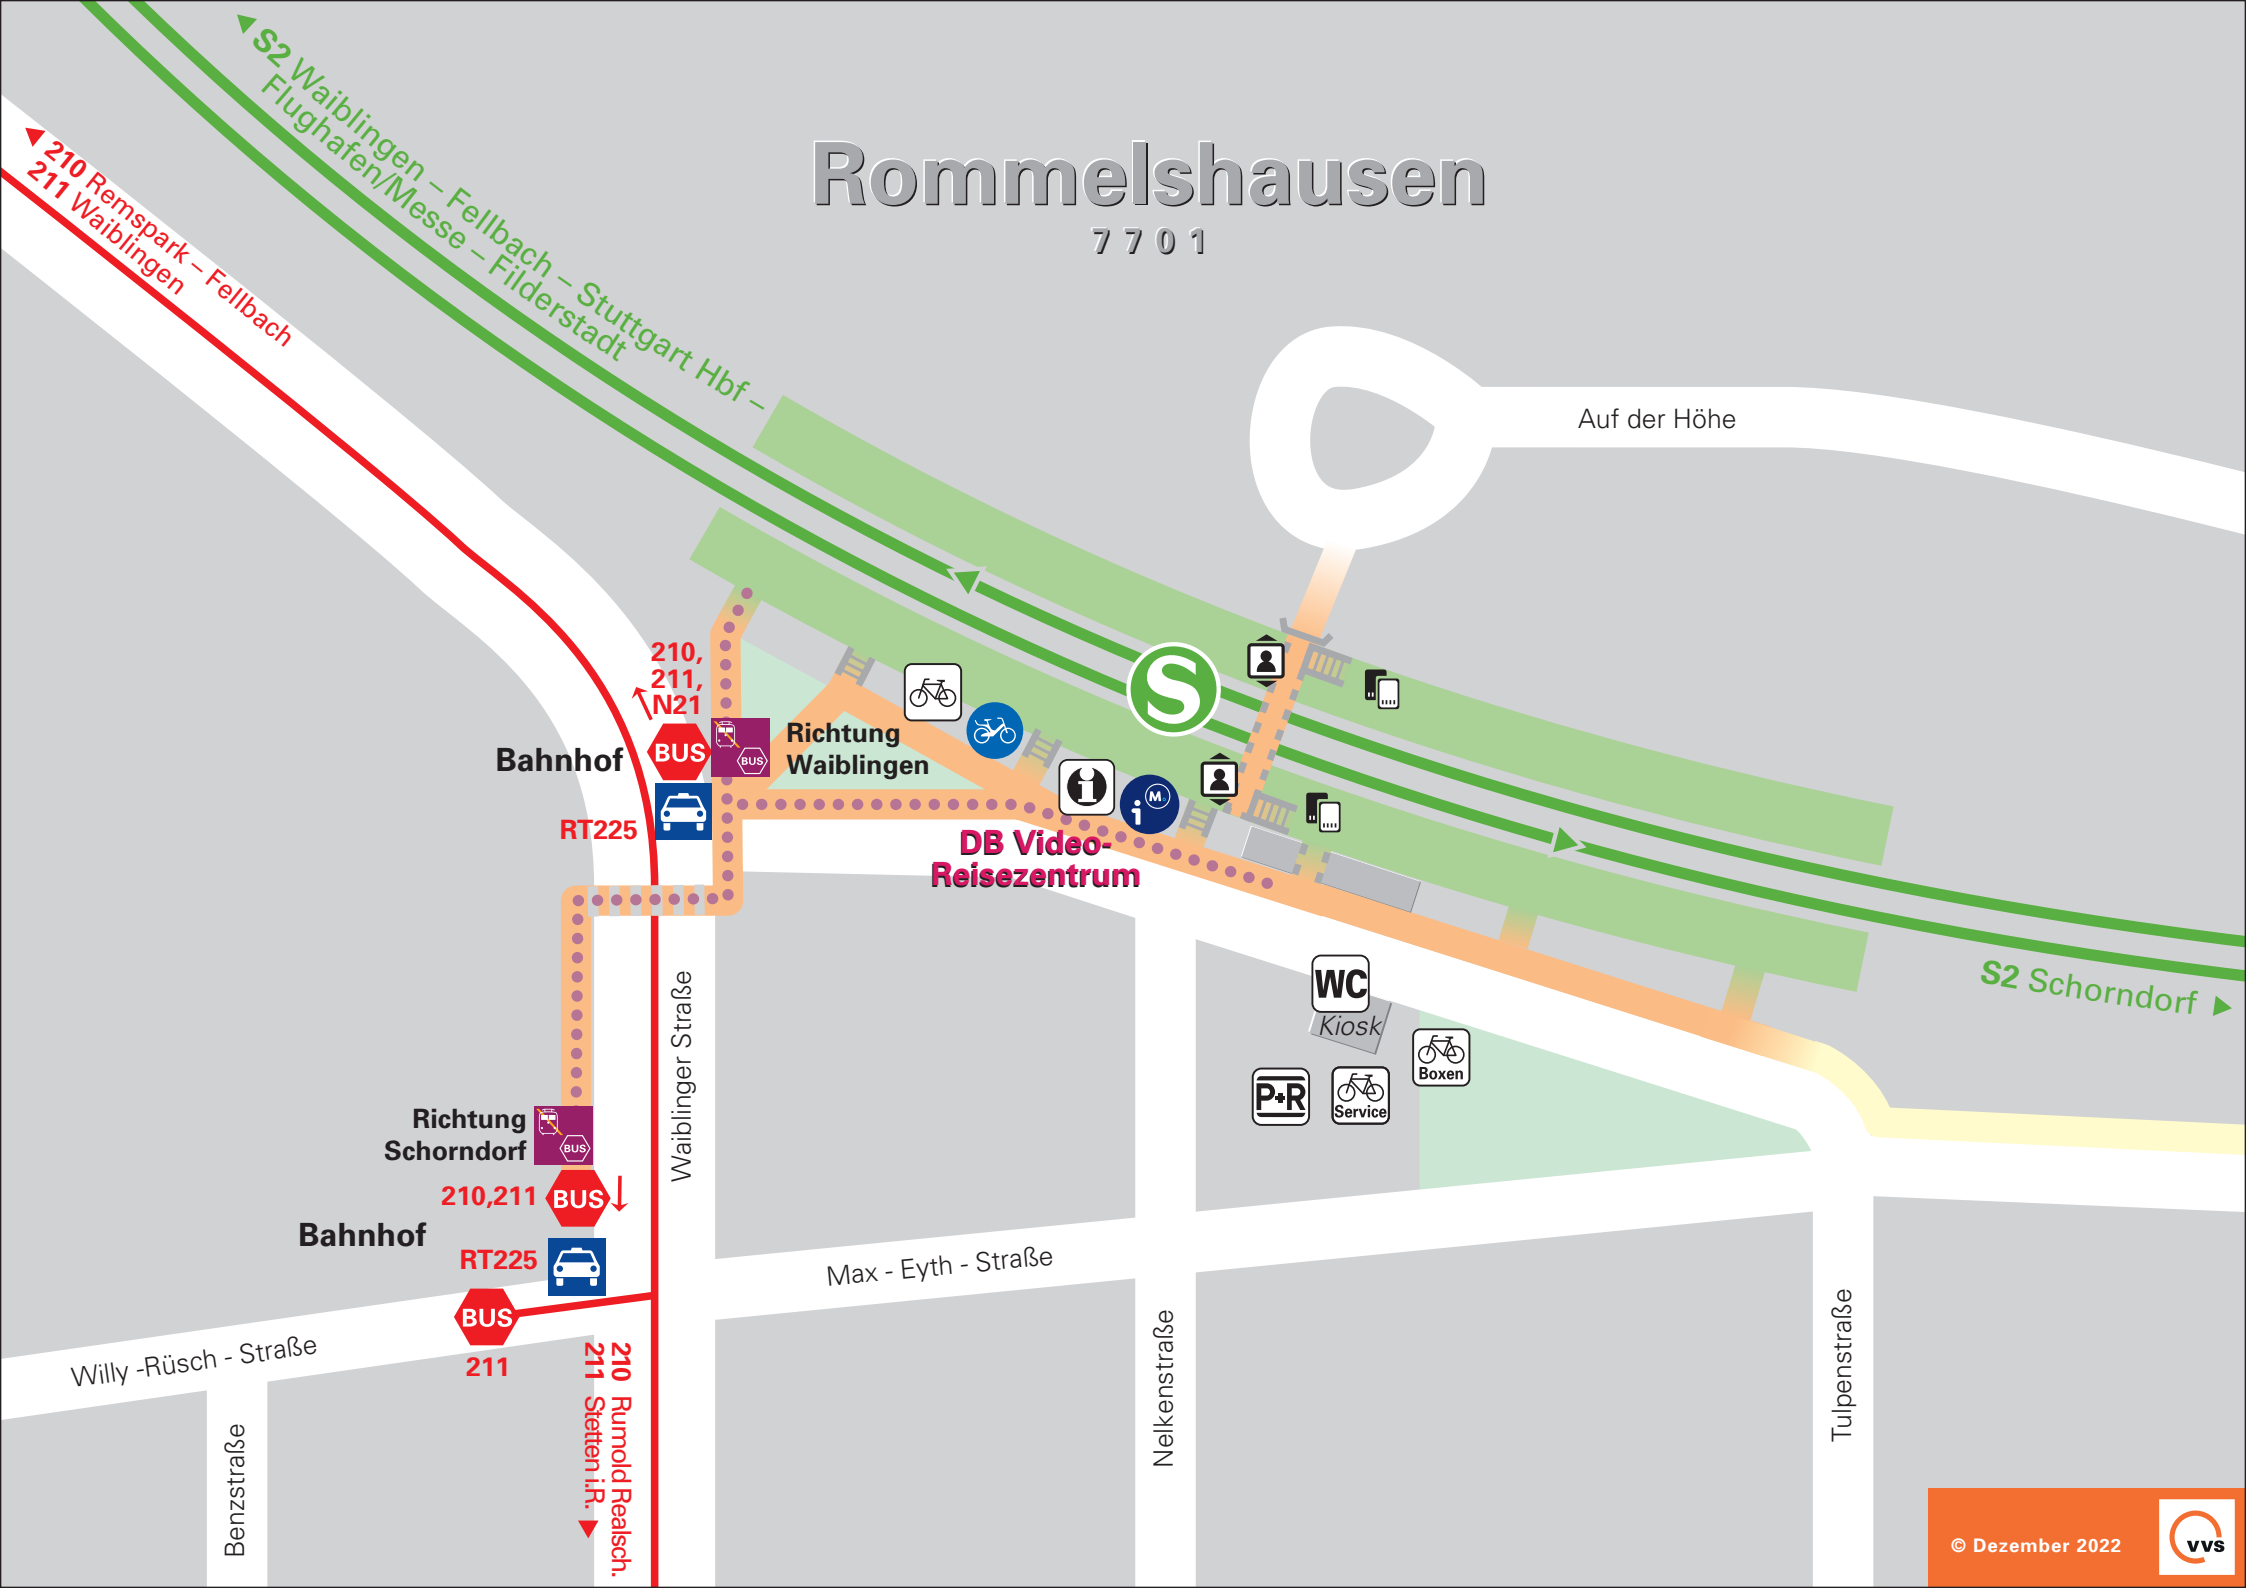 S2 Waiblingen – Fellbach – Stuttgart Hbf –
Flughafen/Messe – Filderstadt
210 Remspark – Fellbach
211 Waiblingen
Rommelshausen
7701
Auf der Höhe
210,
211,
N21
BUS
BUS
Bahnhof
Richtung
Waiblingen
RT225
S
i
i
M
DB Video-
Reisezentrum
S2 Schorndorf
WC
Kiosk
Boxen
P+R
Service
Waiblinger Straße
Richtung
Schorndorf
BUS
210,211
BUS
Bahnhof
RT225
BUS
211
Max - Eyth - Straße
Willy -Rüsch - Straße
210 Rumold Realsch.
211 Stetten i.R.
Benzstraße
Nelkenstraße
Tulpenstraße
© Dezember 2022
VVS